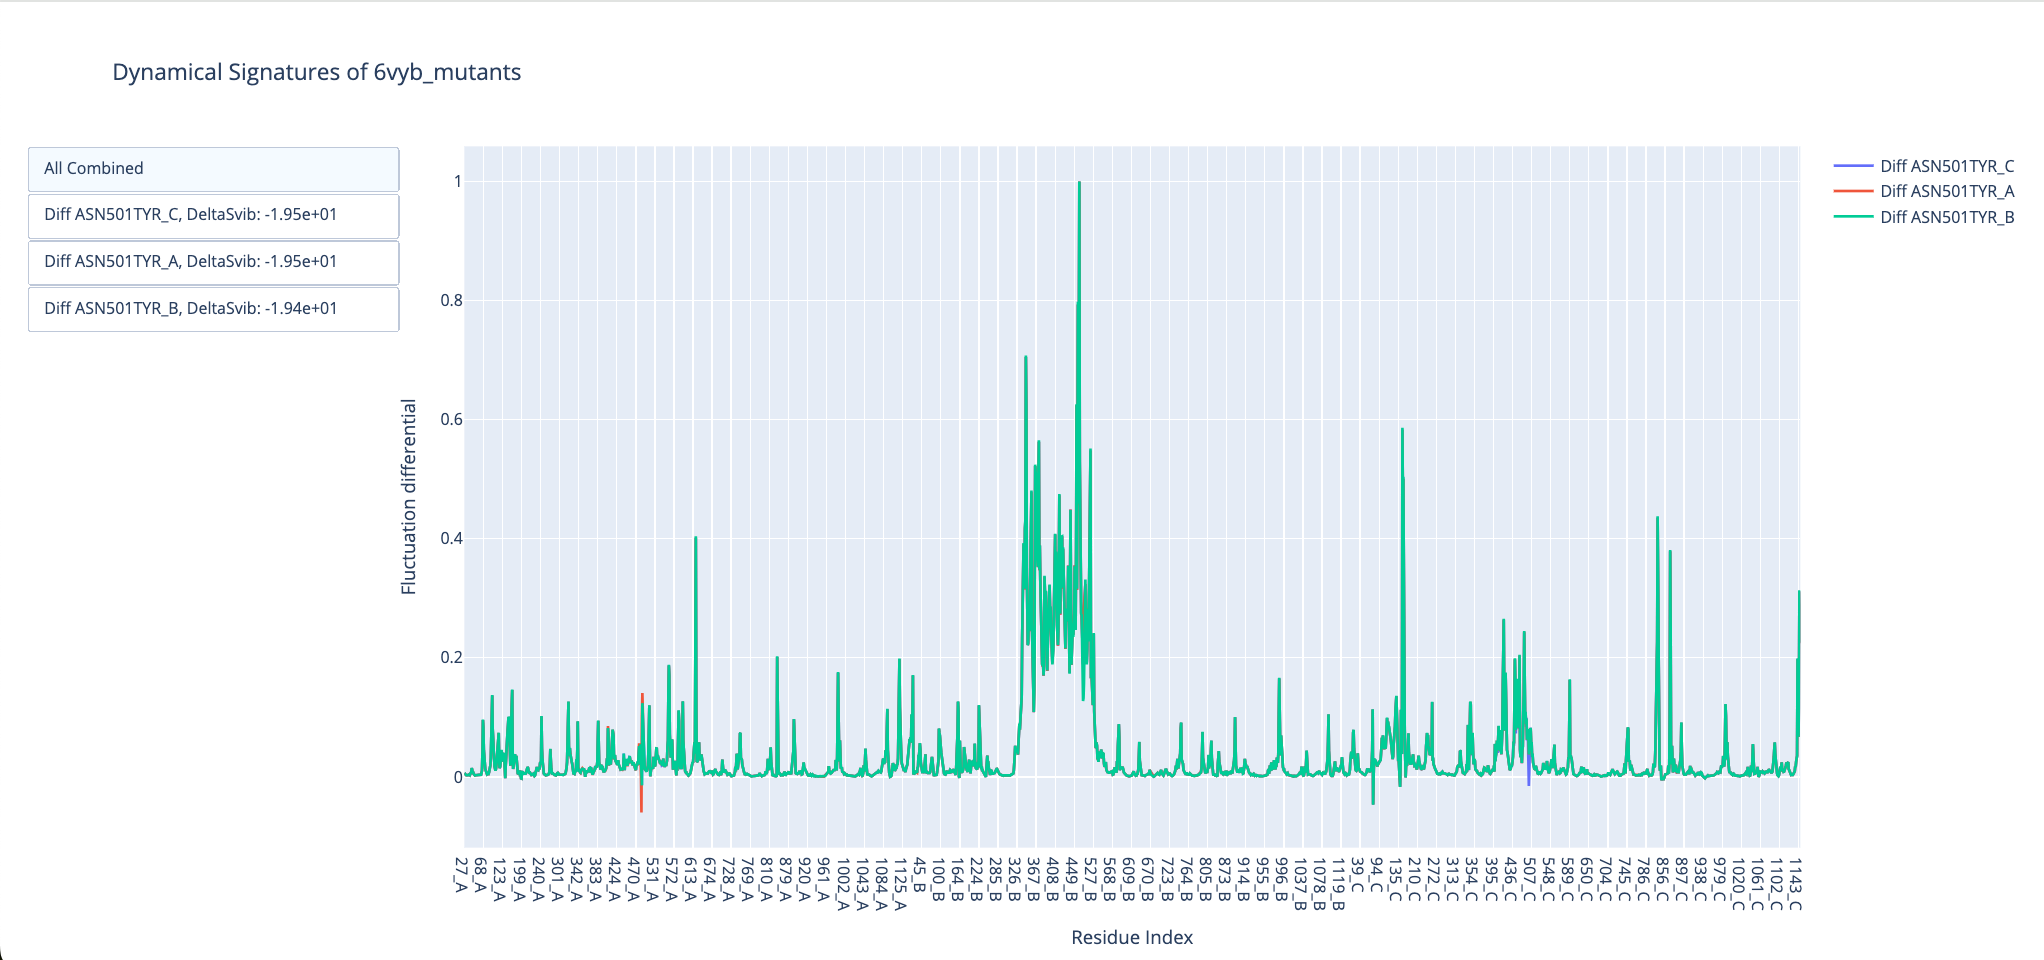 Dynamical Signatures of 6vyb_mutants
All Combined
Diff ASN501TYR_C, DeltaSvib: -1.95e+01
Diff ASN501TYR_A, DeltaSvib: -1.95e+01
Diff ASN501TYR_B, DeltaSvib: -1.94e+01
Diff ASN501TYR_C
Diff ASN501TYR_A
Diff ASN501TYR_B
Fluctuation differential
1
0.8
0.6
0.4
0.2
0
27_A
68_A
123_A
199_A
240_A
301_A
342_A
383_A
424_A
470_A
531_A
572_A
613_A
674_A
728_A
769_A
810_A
879_A
920_A
961_A
1002_A
1043_A
1084_A
1125_A
45_B
100_B
164_B
224_B
285_B
326_B
367_B
408_B
449_B
527_B
568_B
609_B
670_B
723_B
764_B
805_B
873_B
914_B
955_B
996_B
1037_B
1078_B
1119_B
39_C
94_C
135_C
210_C
272_C
313_C
354_C
395_C
436_C
507_C
548_C
589_C
650_C
704_C
745_C
786_C
856_C
897_C
938_C
979_C
1020_C
1061_C
1102_C
1143_C
Residue Index